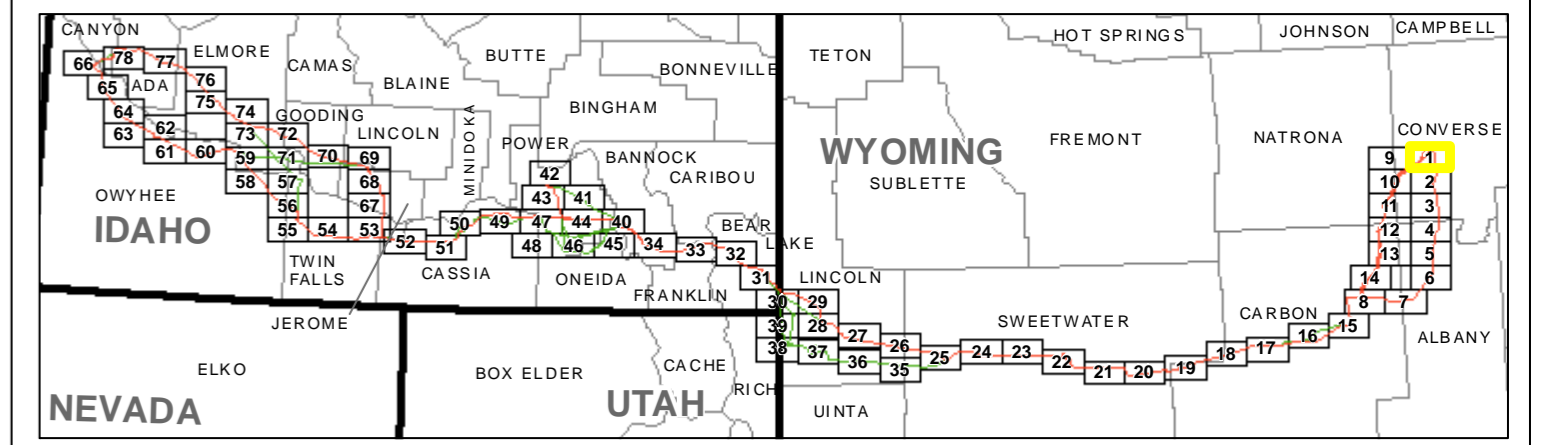 CANYON
ELMORE
CAMAS
BUTTE
TETON
HOT SPRINGS
JOHNSON
CAMPBELL
66 78 77 76
BLAINE
BONNEVILLE
65 ADA 75
64 74
GOODING
MINIDOKA
BINGHAM
63 62 73 72
LINCOLN
POWER
WYOMING
FREMONT
NATRONA
CONVERSE
61 60 59 71 70 69
BANNOCK
9 1
58 57 68
42
CARIBOU
SUBLETTE
10 2
OWYHEE
56 67
43 41
11 3
IDAHO
55 54 53 52 51 50 49 47 44 40
BEAR
LAKE
12 4
48 46 45 34 33 32
13 5
TWIN
FALLS
CASSIA
ONEIDA
31
LINCOLN
14 6
FRANKLIN
30 29
8 7
JEROME
39 28 27
SWEETWATER
CARBON
15
ALBANY
38 37 36 35 26 25 24 23 22 21 20 19 18 17 16
ELKO
BOX ELDER
CACHE
RICH
NEVADA
UTAH
UINTA